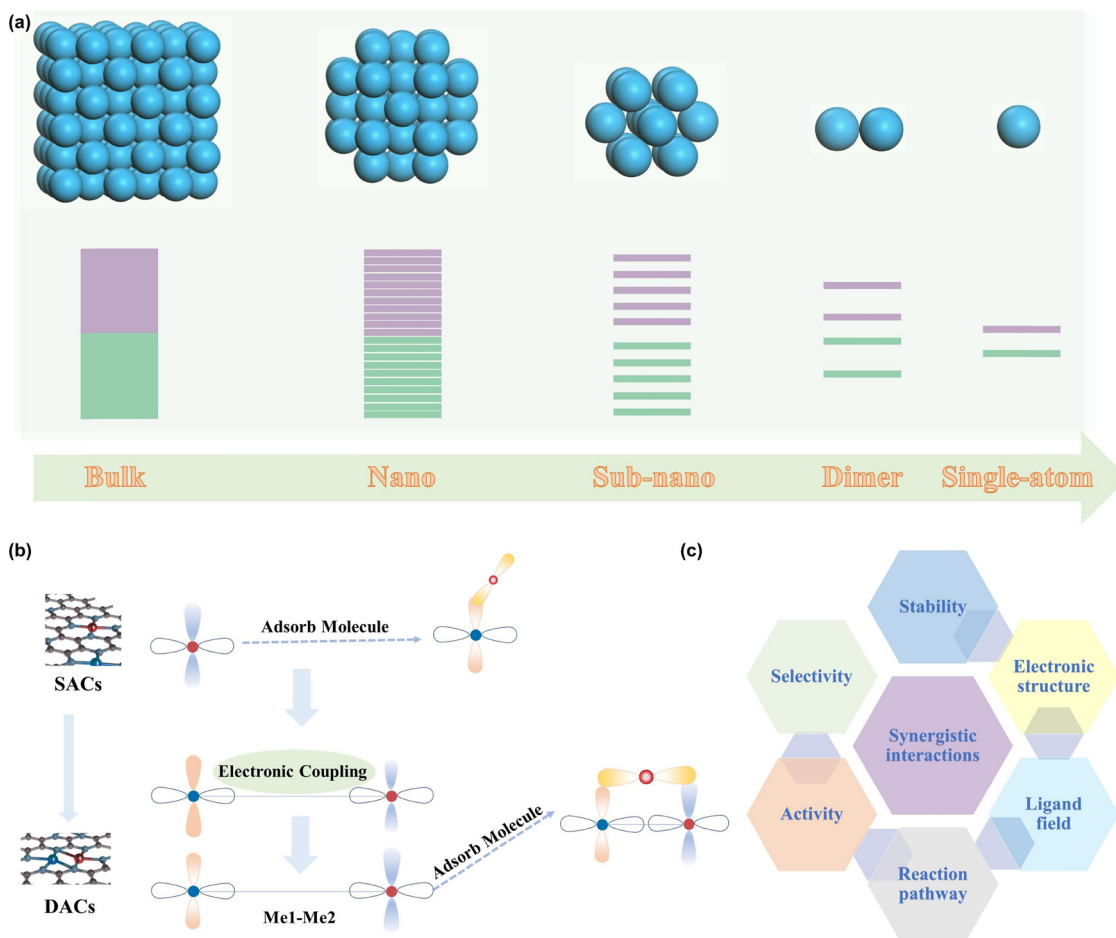 (a)
Bulk
Nano
Sub-nano
Dimer
Single-atom
(b)
SACs
Adsorb Molecule
Electronic Coupling
DACs
Me1-Me2
Adsorb Molecule
(c)
Stability
Selectivity
Electronic
structure
Synergistic
interactions
Activity
Ligand
field
Reaction
pathway